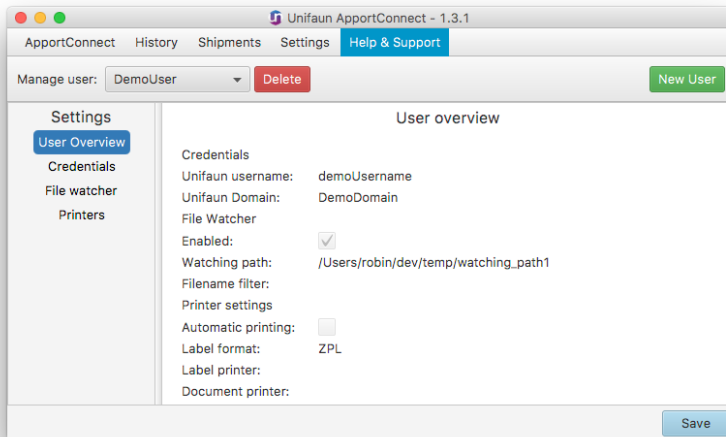 Unifaun ApportConnect - 1.3.1
ApportConnect History Shipments Settings Help & Support
Manage user: DemoUser Delete New User
Settings
User Overview
Credentials
File watcher
Printers
User overview
Credentials
Unifaun username: demoUsername
Unifaun Domain: DemoDomain
File Watcher
Enabled:
Watching path: /Users/robin/dev/temp/watching_path1
Filename filter:
Printer settings
Automatic printing:
Label format: ZPL
Label printer:
Document printer:
Save